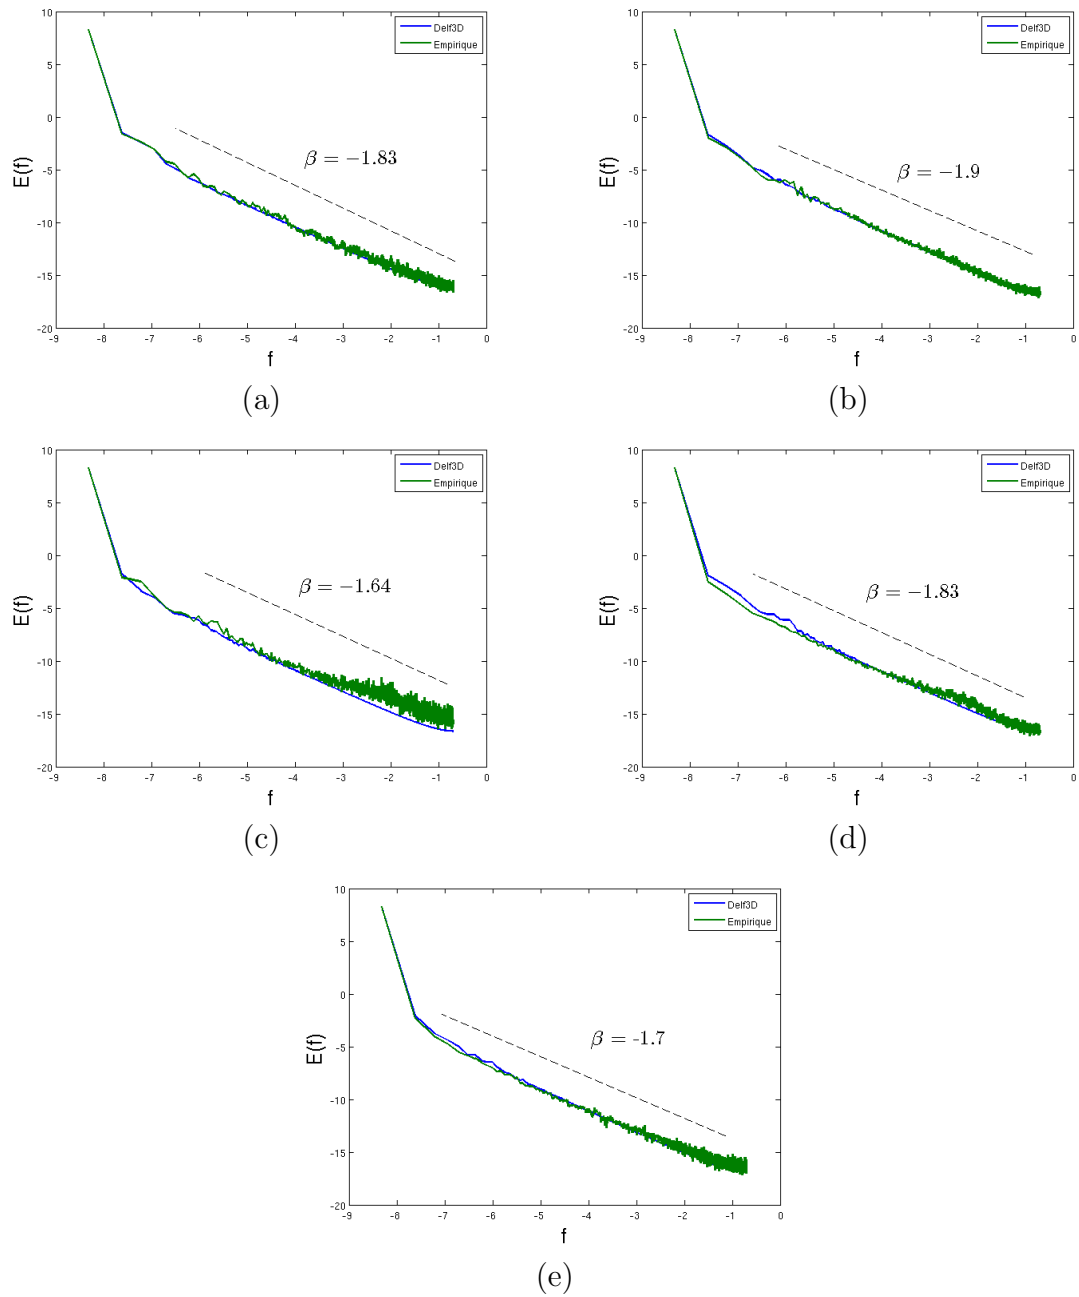 10
5
0
-5
-10
-15
-20
-9 -8 -7 -6 -5 -4 -3 -2 -1 0
E(f)
f
Delf3D
Empirique
β = −1.83
(a)
10
5
0
-5
-10
-15
-20
-9 -8 -7 -6 -5 -4 -3 -2 -1 0
E(f)
f
Delf3D
Empirique
β = −1.9
(b)
10
5
0
-5
-10
-15
-20
-9 -8 -7 -6 -5 -4 -3 -2 -1 0
E(f)
f
Delf3D
Empirique
β = −1.64
(c)
10
5
0
-5
-10
-15
-20
-9 -8 -7 -6 -5 -4 -3 -2 -1 0
E(f)
f
Delf3D
Empirique
β = −1.83
(d)
10
5
0
-5
-10
-15
-20
-9 -8 -7 -6 -5 -4 -3 -2 -1 0
E(f)
f
Delf3D
Empirique
β = -1.7
(e)